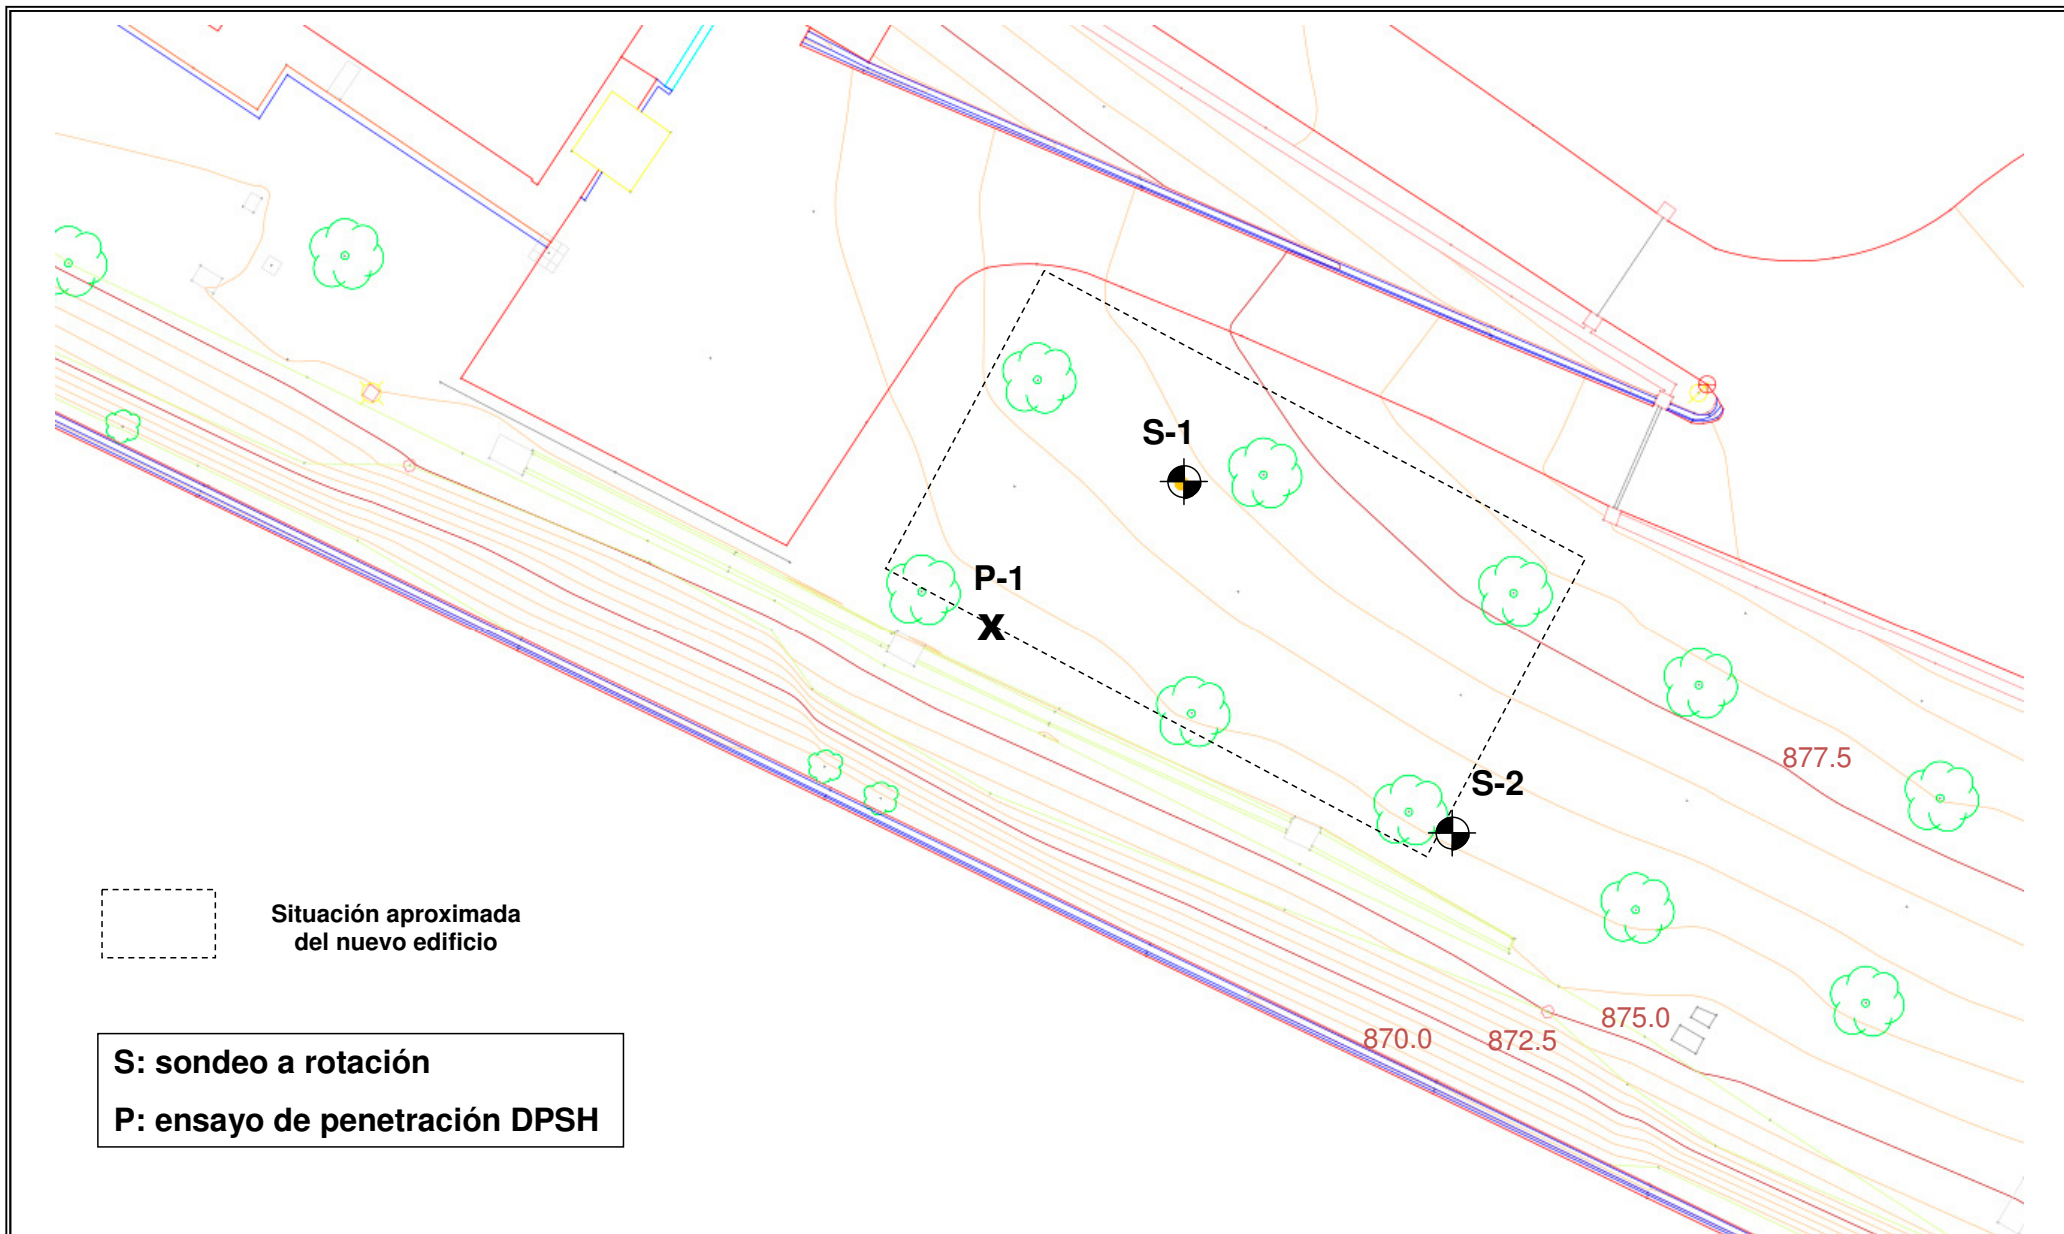 S-1
P-1
X
877.5
S-2
Situación aproximada
del nuevo edificio
875.0
870.0
872.5
S: sondeo a rotación
P: ensayo de penetración DPSH